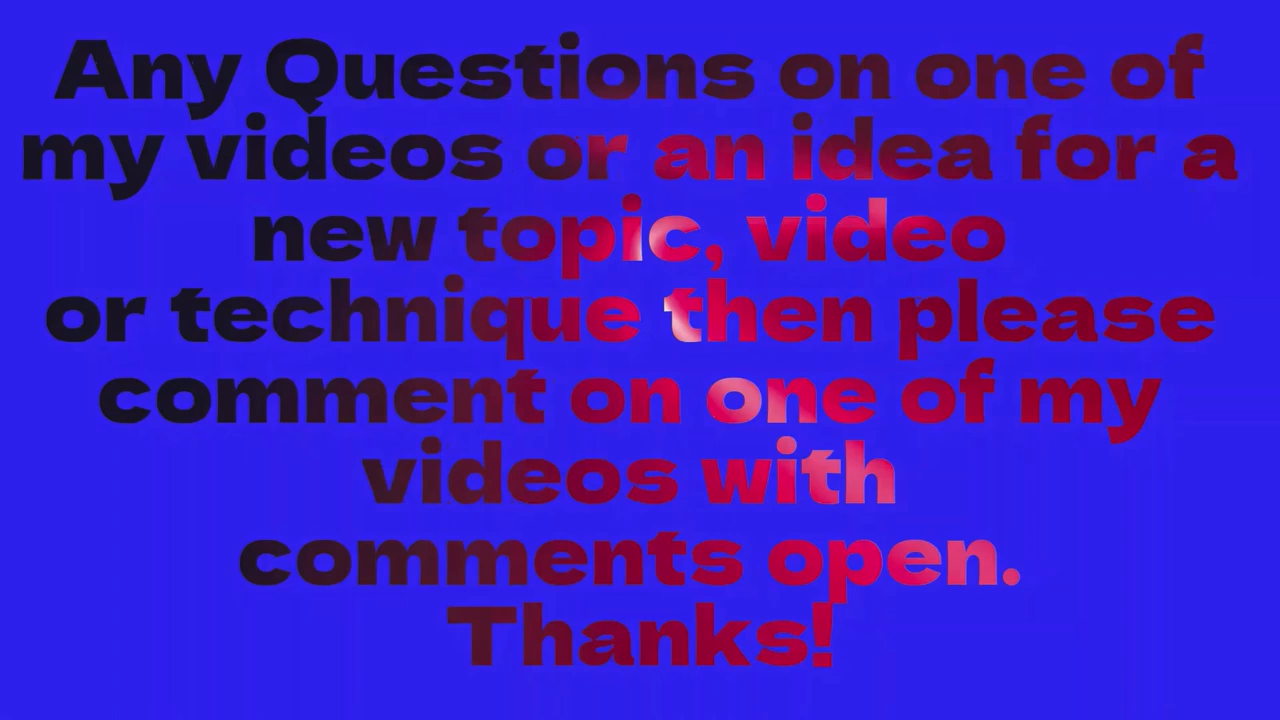 Any Questions on one of
my videos or an idea for a
new topic, video
or technique then please
comment on one of my
videos with
comments open.
Thanks!